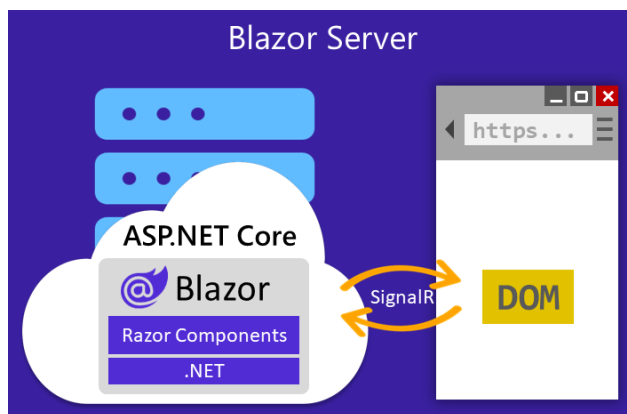 Blazor Server
https...
ASP.NET Core
@ Blazor
Razor Components
.NET
SignalR
DOM